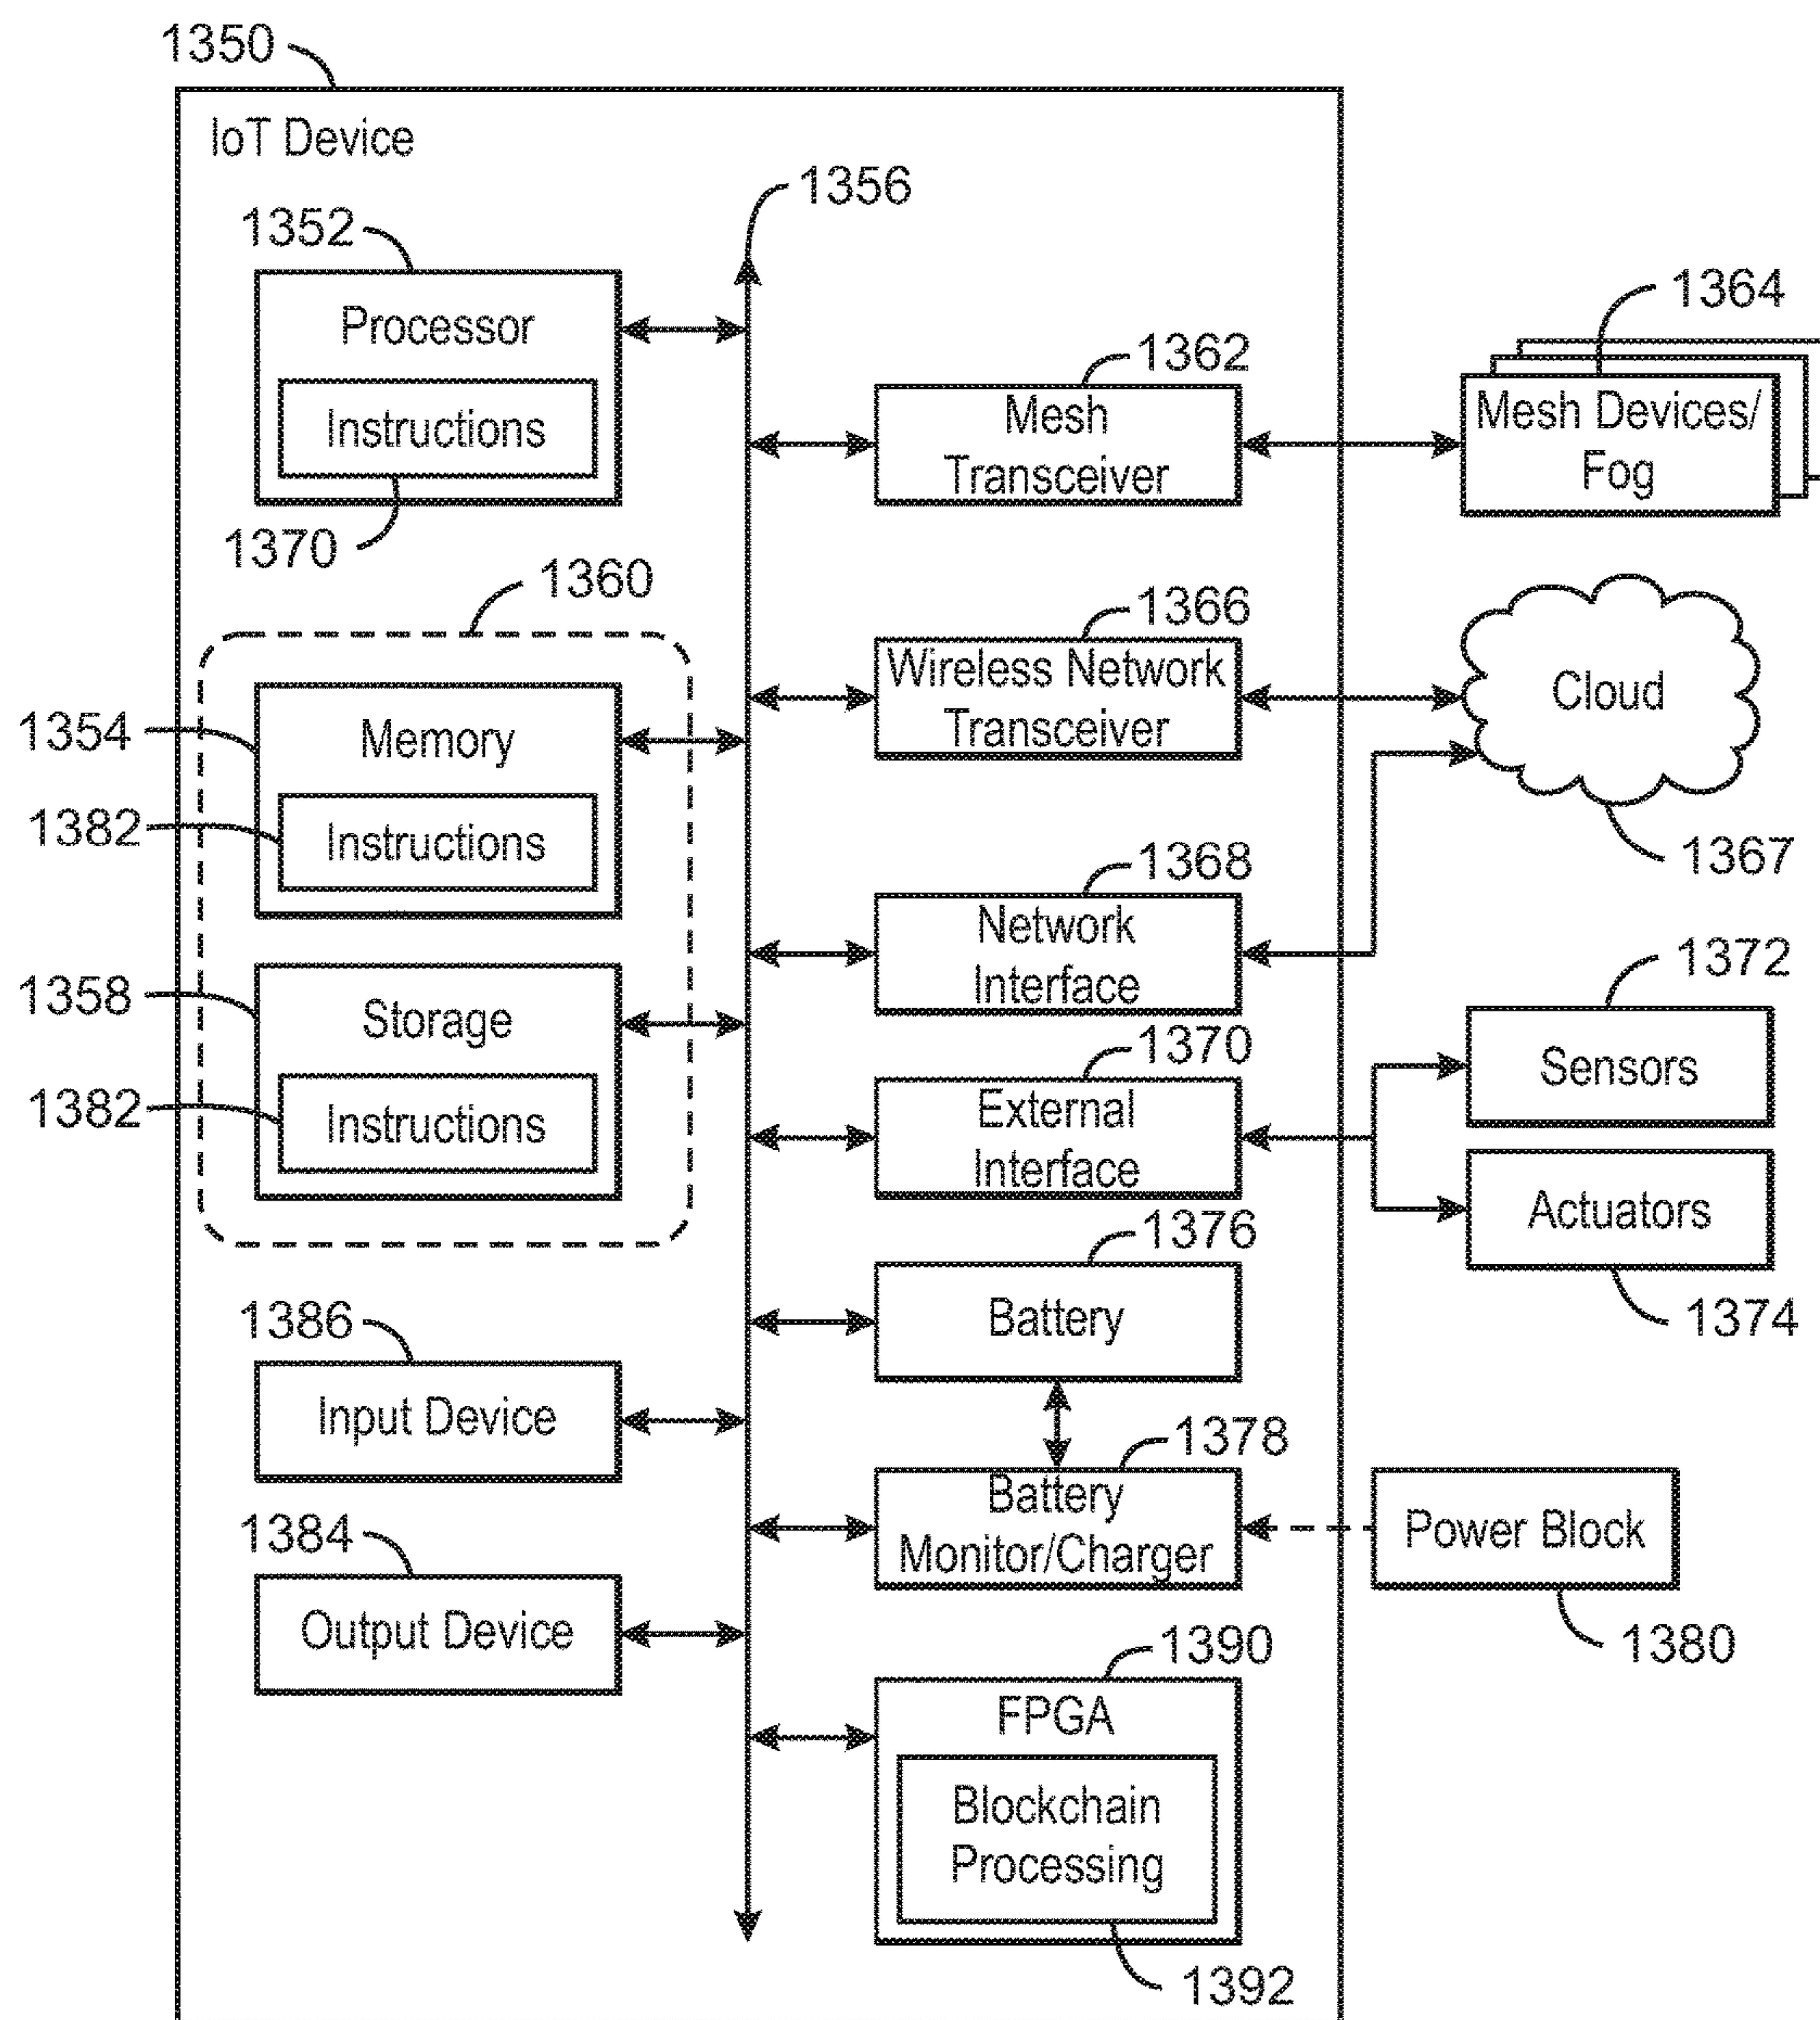 1350
IoT Device
1356
1352
Processor
Instructions
1370
1360
1354
Memory
1382
Instructions
1358
Storage
1382
Instructions
1386
Input Device
1384
Output Device
1362
Mesh
Transceiver
1366
Wireless Network
Transceiver
1368
Network
Interface
1370
External
Interface
1376
Battery
1378
Battery
Monitor/Charger
1390
FPGA
Blockchain
Processing
1392
1364
Mesh Devices/
Fog
Cloud
1367
1372
Sensors
Actuators
1374
Power Block
1380